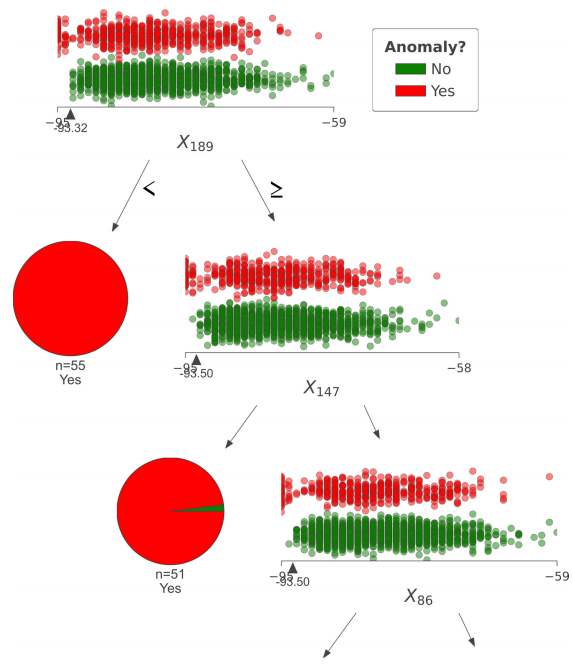 Anomaly?
No
Yes
−95
-93.32
−59
X189
<
≥
n=55
Yes
−95
-93.50
−58
X147
n=51
Yes
−95
-93.50
−59
X86